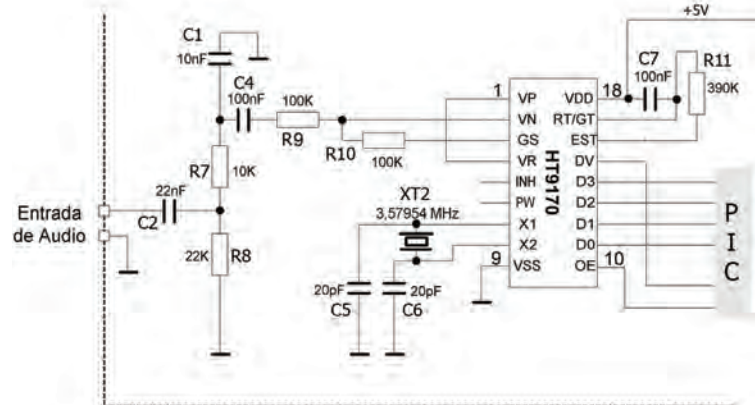 +5V
C1
10nF
C4
100nF
100K
R9
R10
100K
R7
10K
22nF
C2
Entrada
de Audio
22K
R8
XT2
3,57954 MHz
20pF
C5
20pF
C6
1
VP
VN
GS
VR
INH
PW
X1
X2
9
VSS
HT9170
VDD
18
RT/GT
EST
DV
D3
D2
D1
D0
OE
10
C7
100nF
R11
390K
PIC